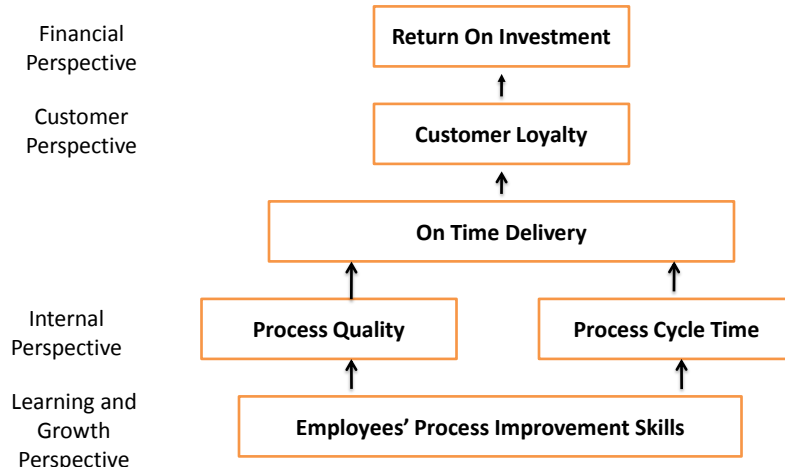 Financial
Perspective
Return On Investment
Customer
Perspective
Customer Loyalty
On Time Delivery
Internal
Perspective
Process Quality
Process Cycle Time
Learning and
Growth
Perspective
Employees’ Process Improvement Skills